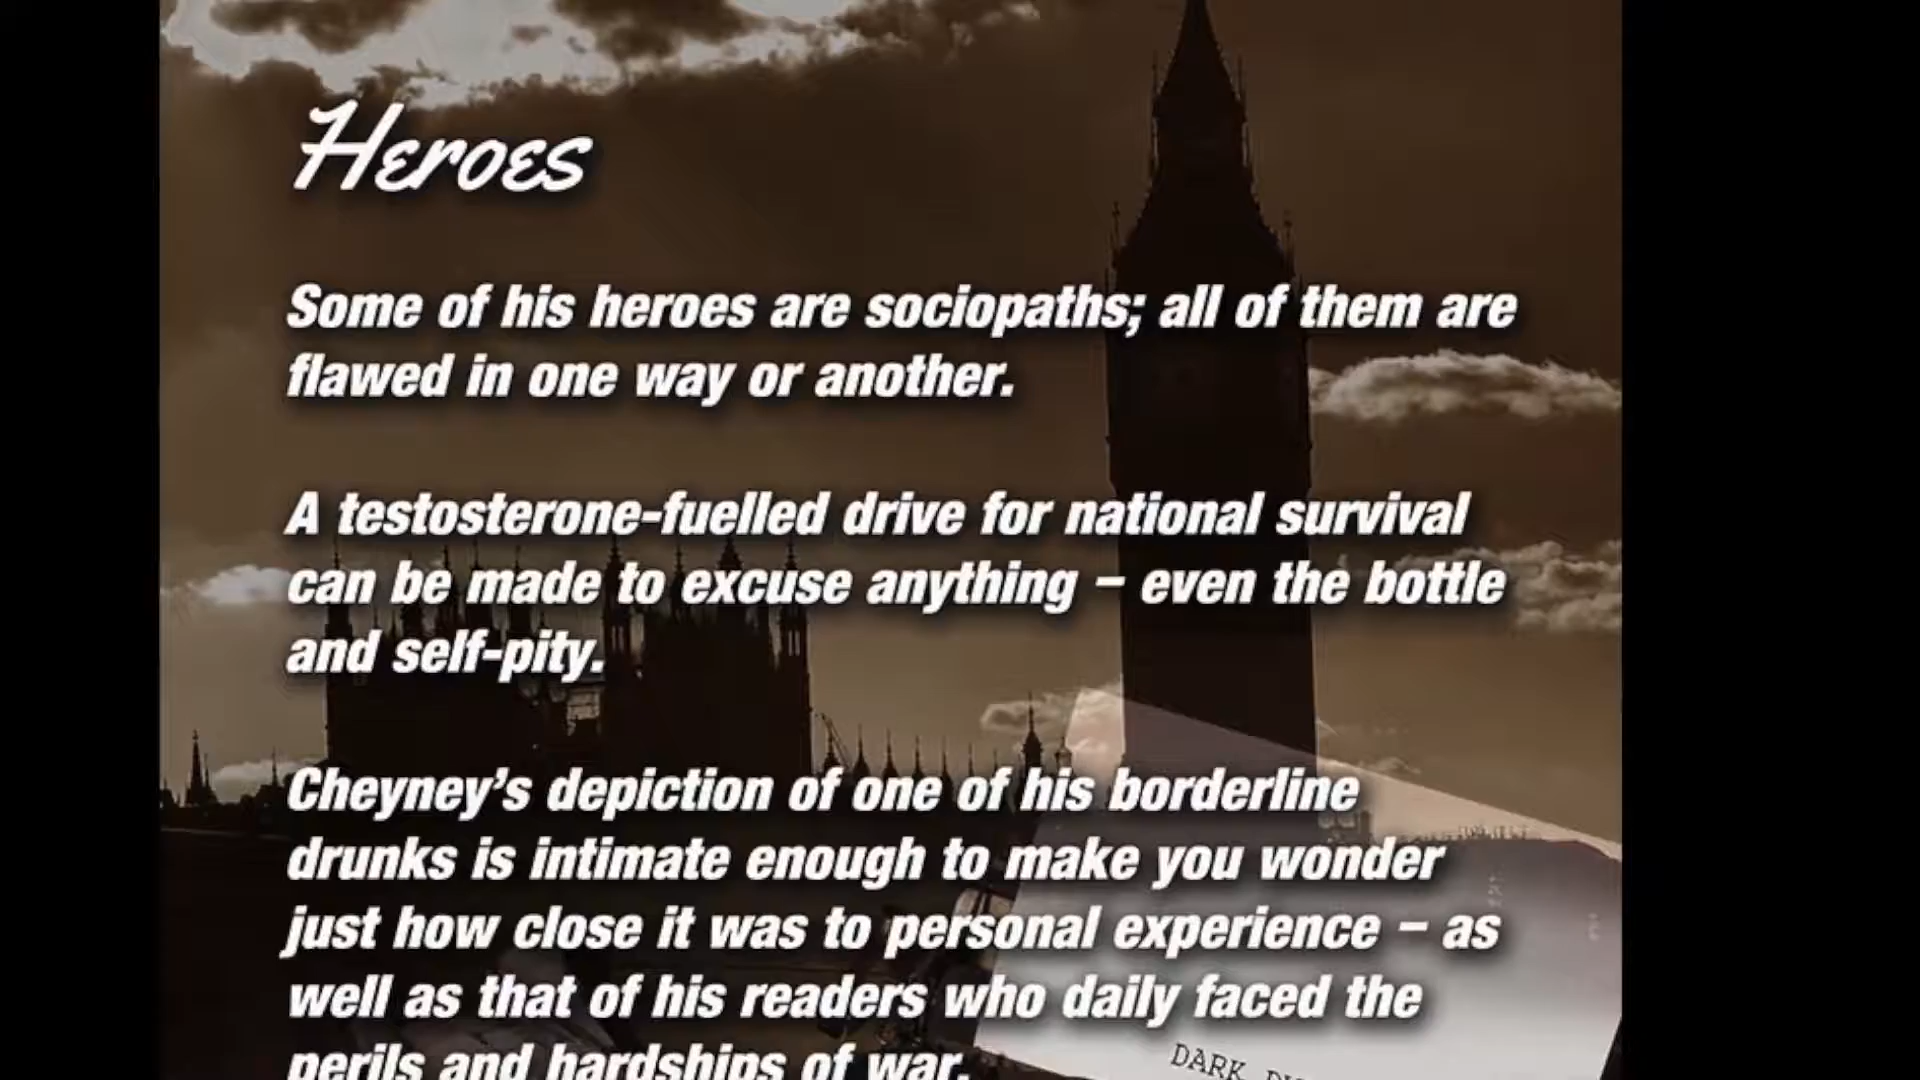 Heroes
Some of his heroes are sociopaths; all of them are
flawed in one way or another.
A testosterone-fuelled drive for national survival
can be made to excuse anything – even the bottle
and self-pity.
Cheyney’s depiction of one of his borderline
drunks is intimate enough to make you wonder
just how close it was to personal experience – as
well as that of his readers who daily faced the
perils and hardships of war.
DARK